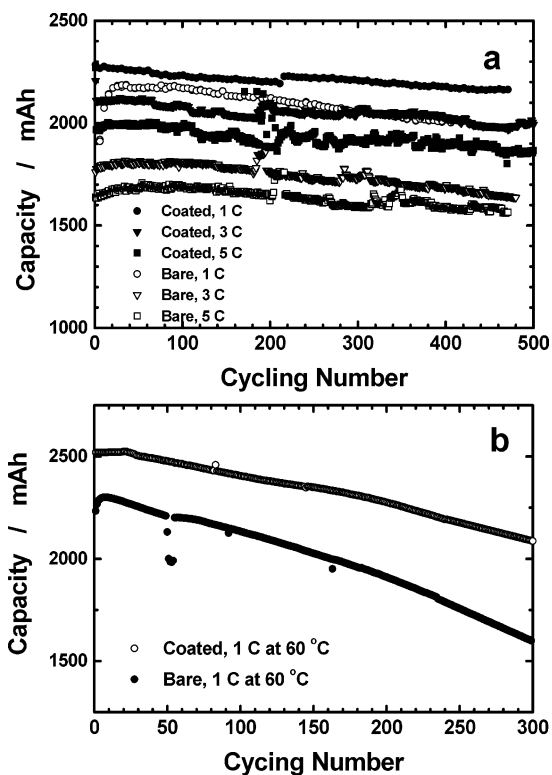 2500
a
2000
Capacity / mAh
1500
Coated, 1 C
Coated, 3 C
Coated, 5 C
Bare, 1 C
Bare, 3 C
Bare, 5 C
1000
0 100 200 300 400 500
Cycling Number
b
2500
Capacity / mAh
2000
1500
Coated, 1 C at 60 °C
Bare, 1 C at 60 °C
0 50 100 150 200 250 300
Cycling Number